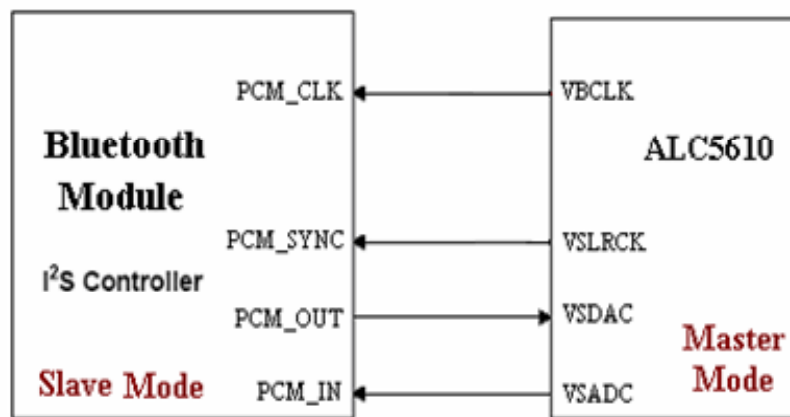 PCM_CLK
VBCLK
Bluetooth
Module
ALC5610
PCM_SYNC
VSLRCK
I²S Controller
PCM_OUT
VSDAC
Slave Mode
Master
Mode
PCM_IN
VSADC